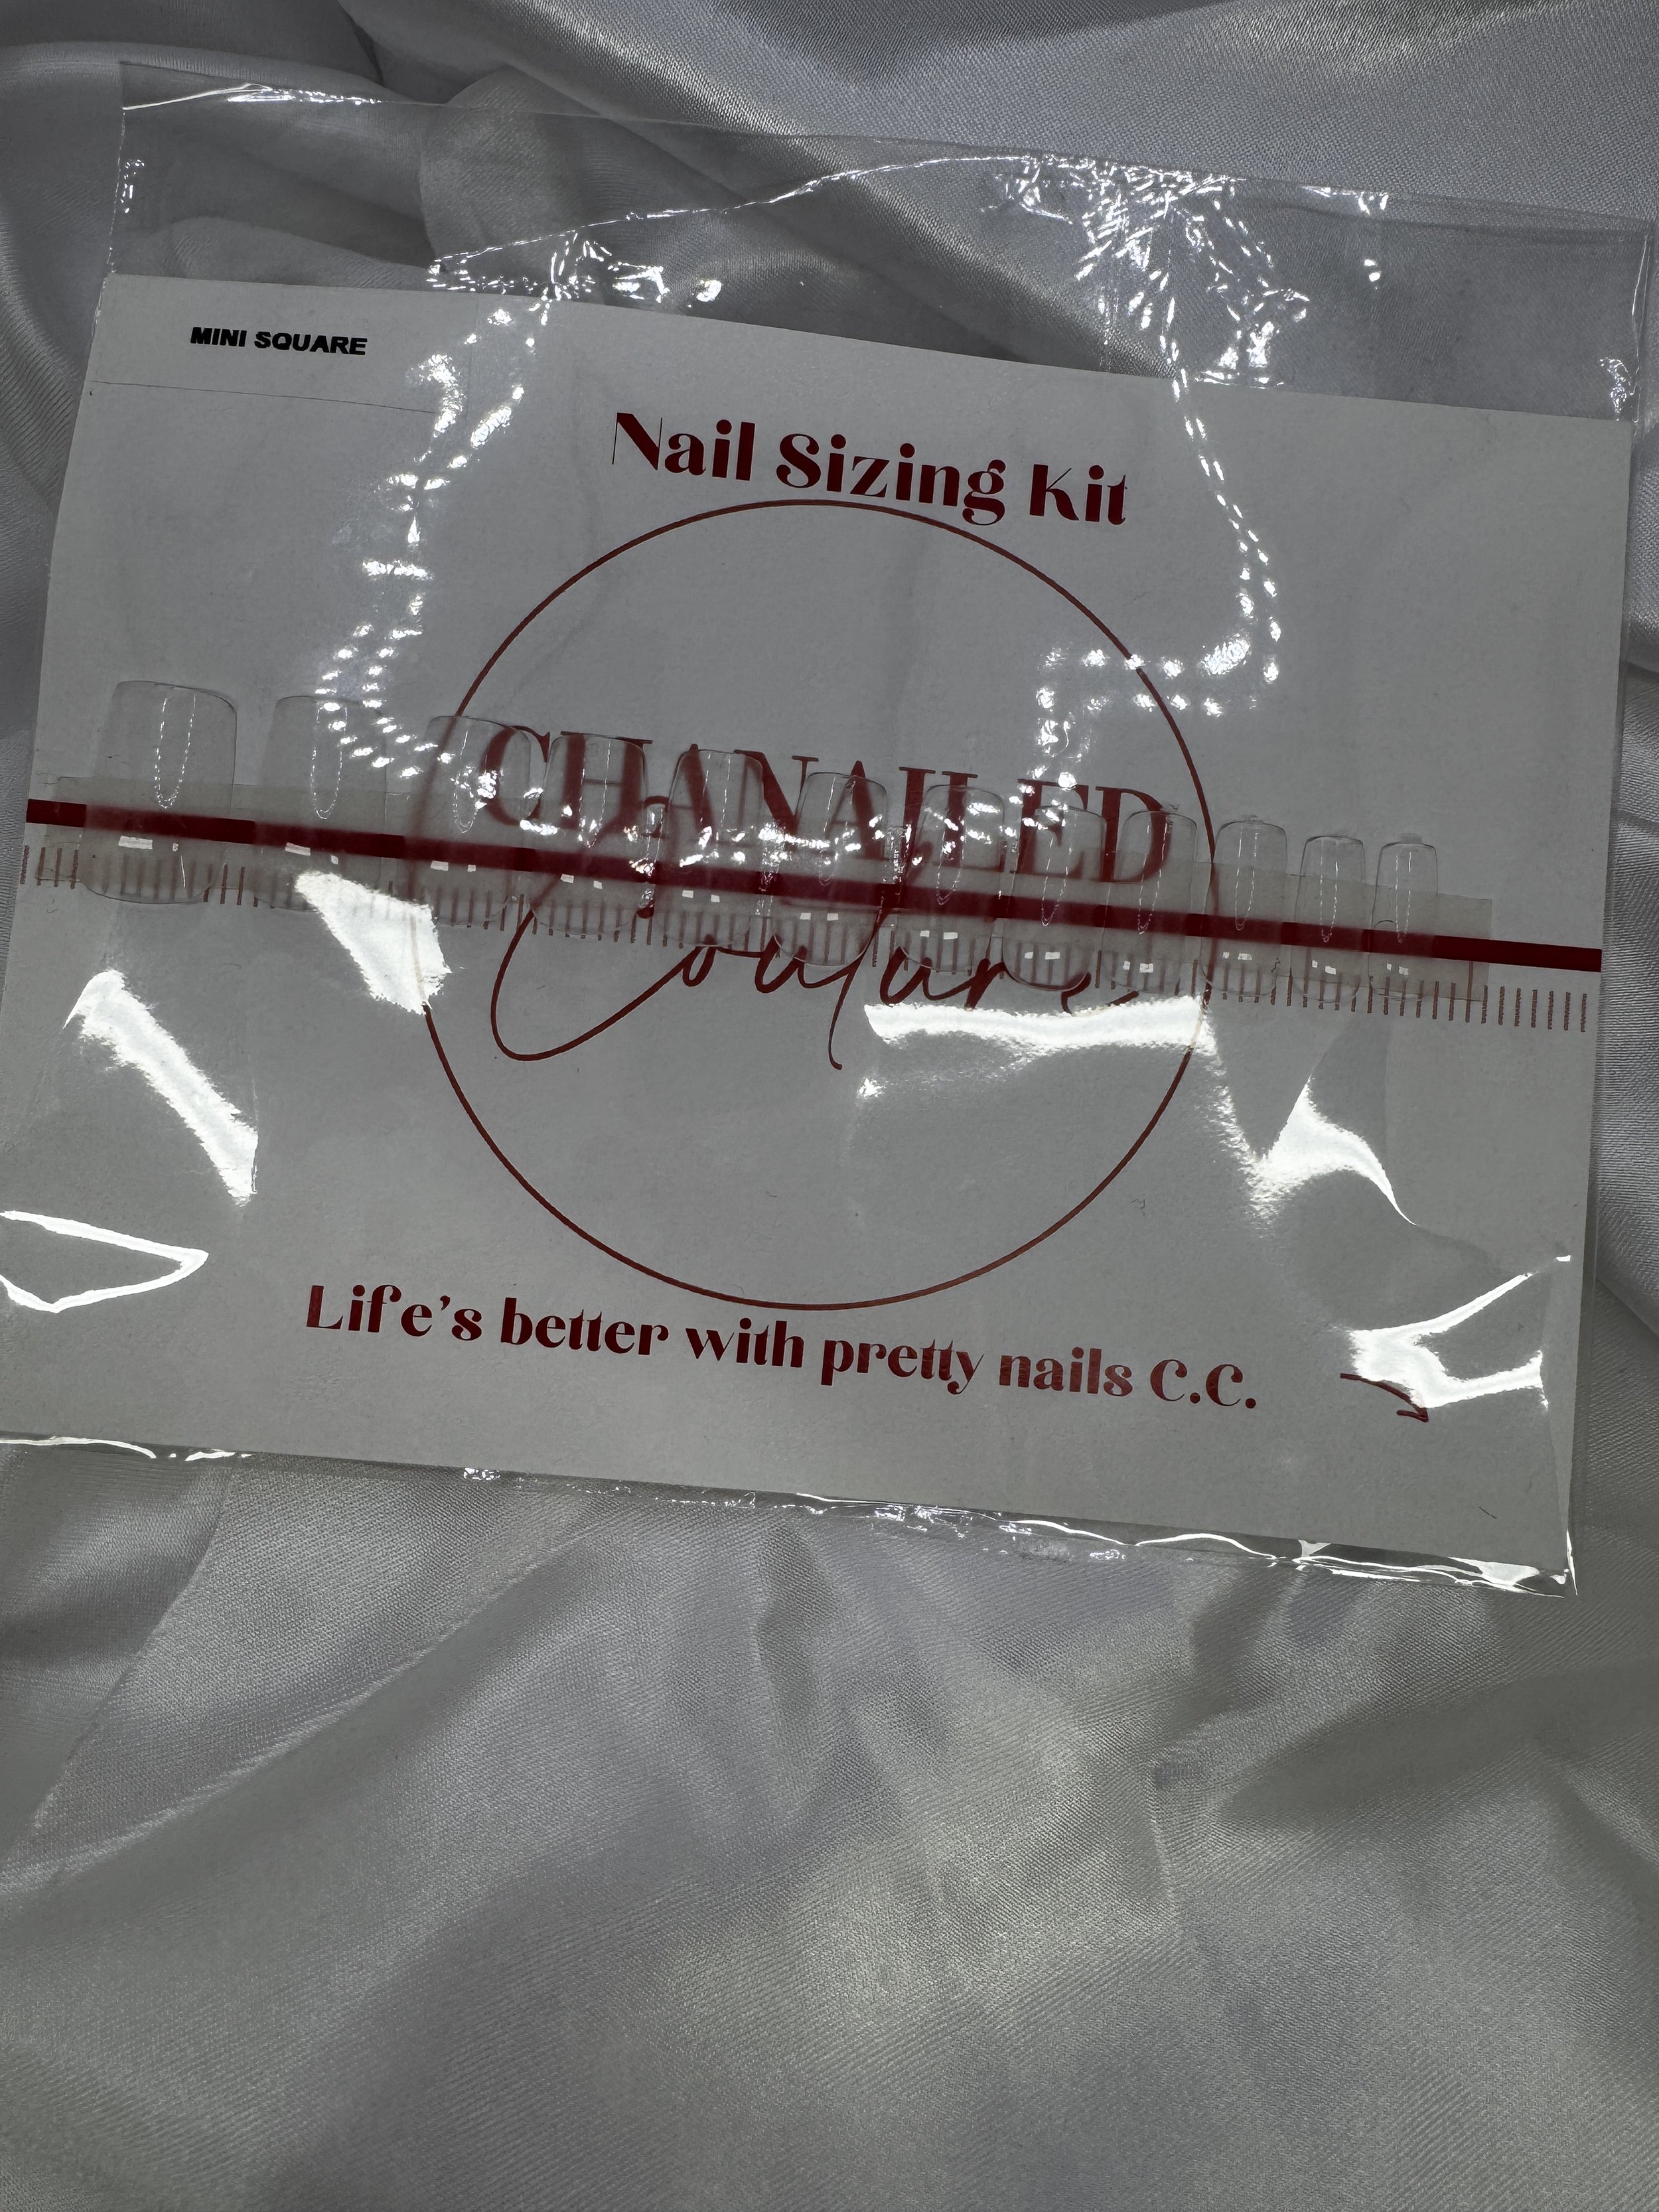 MINI SQUARE
Nail Sizing Kit
CHANAILED
Couture
Life's better with pretty nails C.C.